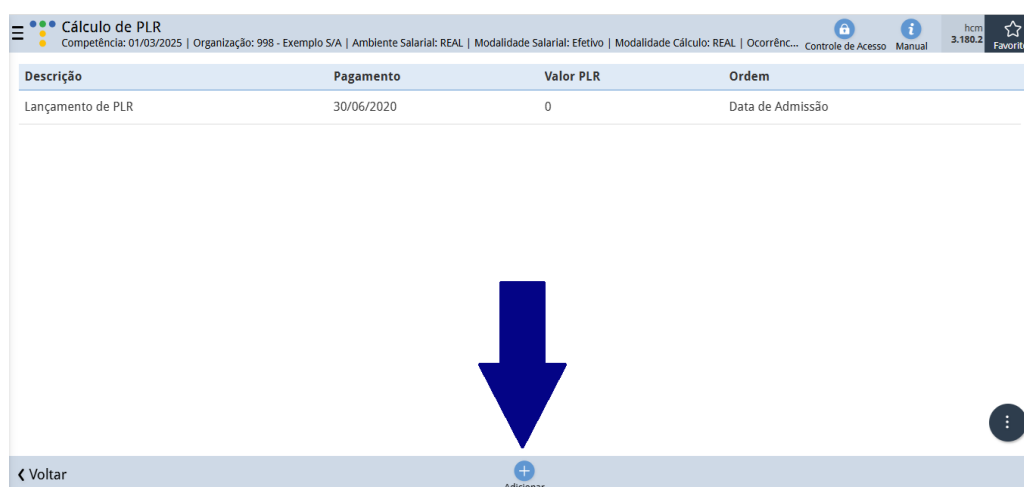 Cálculo de PLR
Competência: 01/03/2025 | Organização: 998 - Exemplo S/A | Ambiente Salarial: REAL | Modalidade Salarial: Efetivo | Modalidade Cálculo: REAL | Ocorrênc...
Controle de Acesso
Manual
hcm
3.180.2
Favorit
Descrição Pagamento Valor PLR Ordem
Lançamento de PLR 30/06/2020 0 Data de Admissão
Voltar
Adicionar